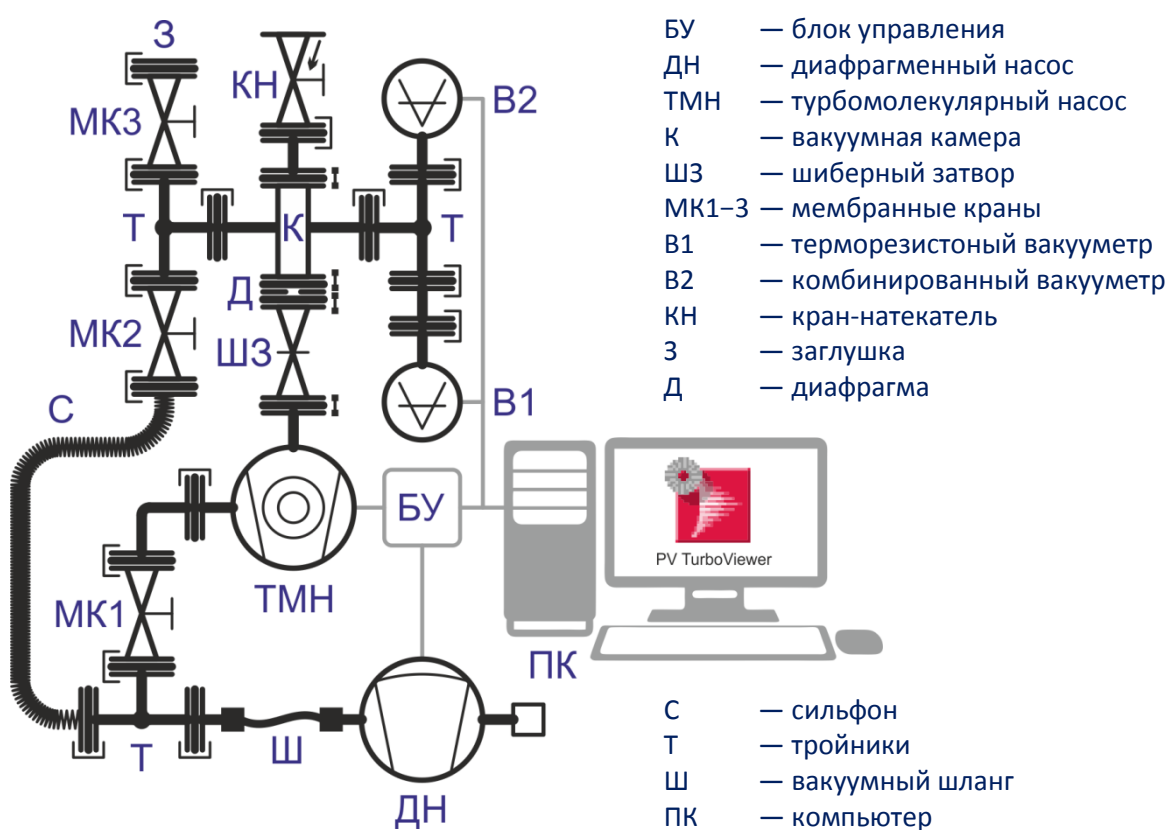 З
КН
МК3
В2
Т
К
Т
Д
МК2
ШЗ
С
В1
БУ
PV TurboViewer
ТМН
МК1
ПК
Т
Ш
ДН
БУ — блок управления
ДН — диафрагменный насос
ТМН — турбомолекулярный насос
К — вакуумная камера
ШЗ — шиберный затвор
МК1−3 — мембранные краны
В1 — терморезистоный вакууметр
В2 — комбинированный вакууметр
КН — кран-натекатель
З — заглушка
Д — диафрагма
С — сильфон
Т — тройники
Ш — вакуумный шланг
ПК — компьютер